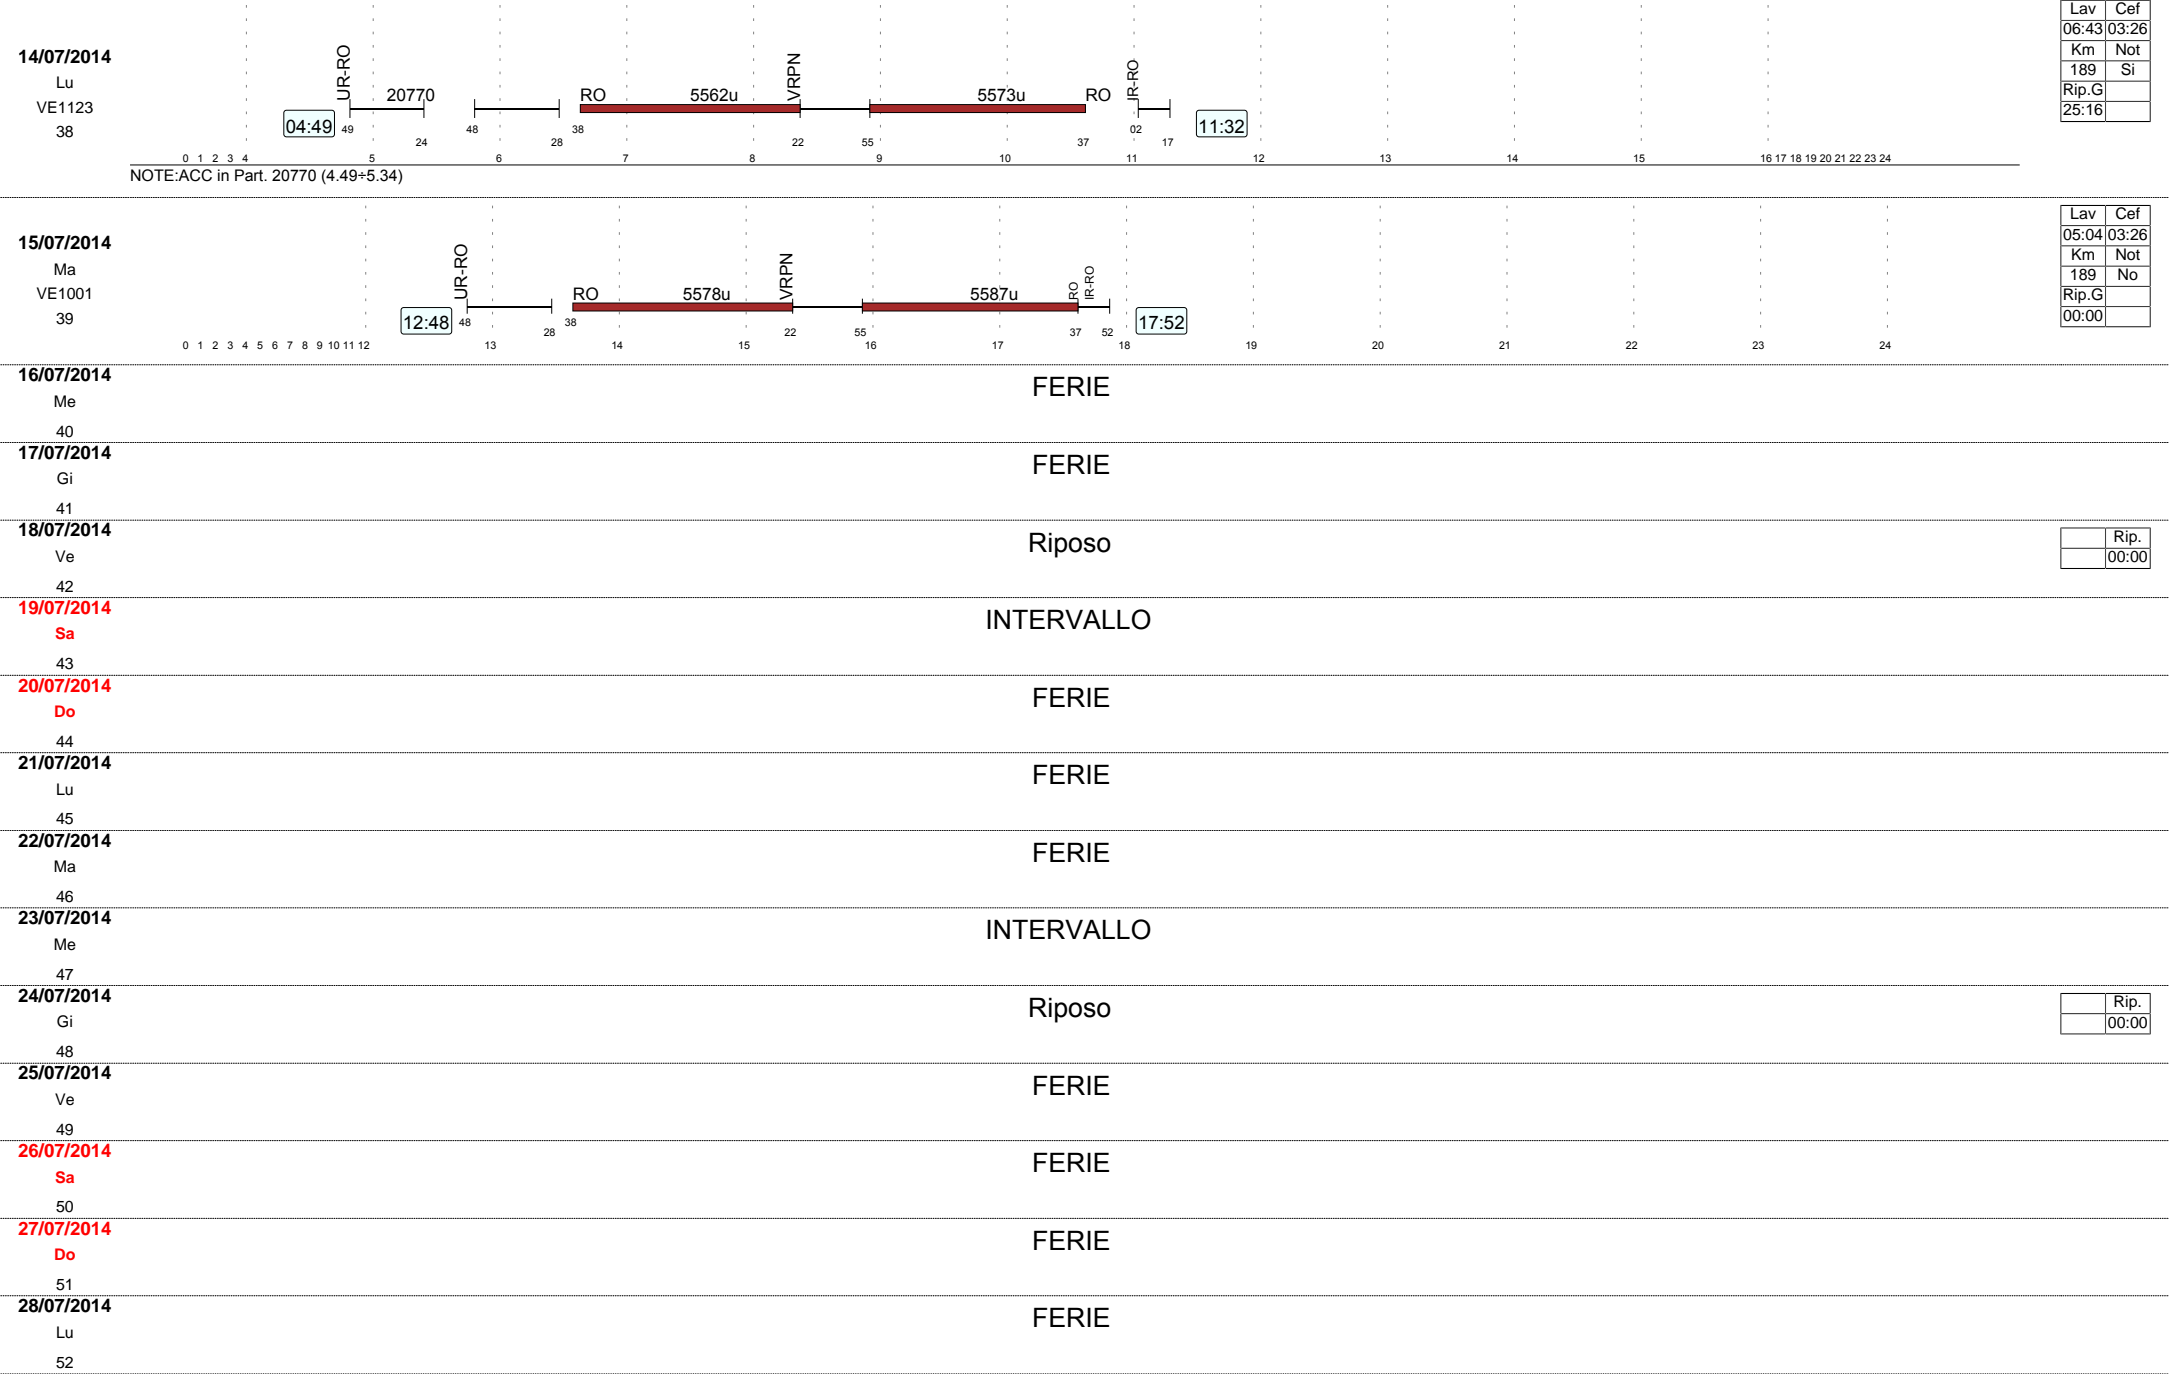 Lav Cef
06:43 03:26
Km Not
189 Si
Rip.G
25:16
14/07/2014
Lu
VE1123
38
UR-RO
20770
RO
5562u
VRPN
5573u
RO
IR-RO
04:49
49
24
48
28
38
22
55
37
02
17
11:32
0 1 2 3 4 5 6 7 8 9 10 11 12 13 14 15 16 17 18 19 20 21 22 23 24
NOTE:ACC in Part. 20770 (4.49÷5.34)
Lav Cef
05:04 03:26
Km Not
189 No
Rip.G
00:00
15/07/2014
Ma
VE1001
39
UR-RO
RO
5578u
VRPN
5587u
RO
IR-RO
12:48
48
28
38
22
55
37
52
17:52
0 1 2 3 4 5 6 7 8 9 10 11 12 13 14 15 16 17 18 19 20 21 22 23 24
16/07/2014
FERIE
Me
40
17/07/2014
FERIE
Gi
41
18/07/2014
Riposo
Rip.
00:00
Ve
42
19/07/2014
INTERVALLO
Sa
43
20/07/2014
FERIE
Do
44
21/07/2014
FERIE
Lu
45
22/07/2014
FERIE
Ma
46
23/07/2014
INTERVALLO
Me
47
24/07/2014
Riposo
Rip.
00:00
Gi
48
25/07/2014
FERIE
Ve
49
26/07/2014
FERIE
Sa
50
27/07/2014
FERIE
Do
51
28/07/2014
FERIE
Lu
52